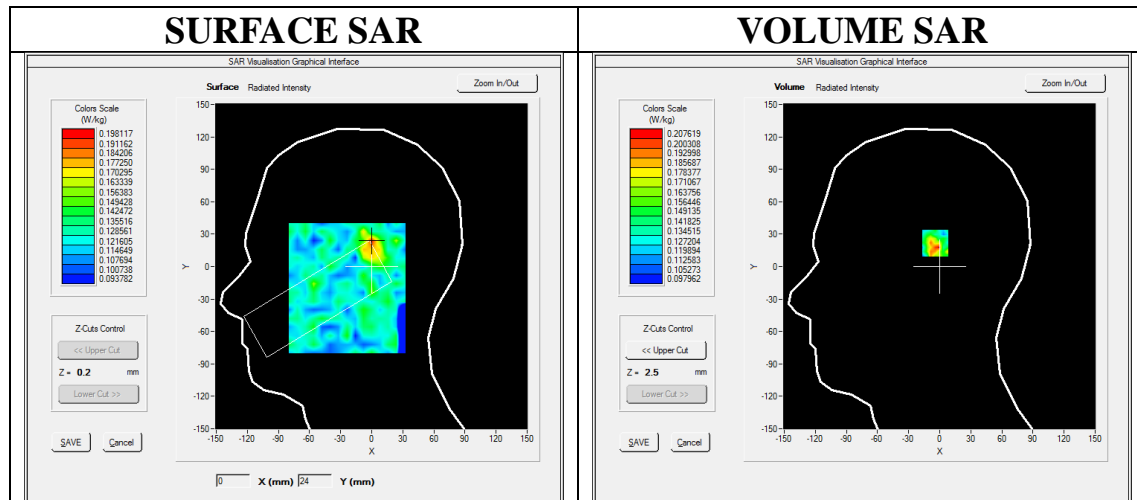 SURFACE SAR
SAR Visualisation Graphical Interface
Surface Radiated Intensity
Zoom In/Out
Colors Scale
(W/kg)
0.198117
0.191162
0.184206
0.177250
0.170295
0.163339
0.156383
0.149428
0.142472
0.135516
0.28561
0.121605
0.114649
0.107694
0.100738
0.093782
150
120
90
60
30
0
-30
-60
-90
-120
-150
Y
-150 -120 -90 -60 -30 0 30 60 90 120 150
X
Z-Cuts Control
<< Upper Cut
Z = 0.2 mm
Lower Cut >>
SAVE Cancel
0 X (mm) 24 Y (mm)
VOLUME SAR
SAR Visualisation Graphical Interface
Volume Radiated Intensity
Zoom In/Out
Colors Scale
(W/kg)
0.207619
0.200308
0.192998
0.185687
0.178377
0.171067
0.163756
0.156446
0.149135
0.141825
0.134515
0.127204
0.119894
0.112583
0.105273
0.097962
150
120
90
60
30
0
-30
-60
-90
-120
-150
Y
-150 -120 -90 -60 -30 0 30 60 90 120 150
X
Z-Cuts Control
<< Upper Cut
Z = 2.5 mm
Lower Cut >>
SAVE Cancel